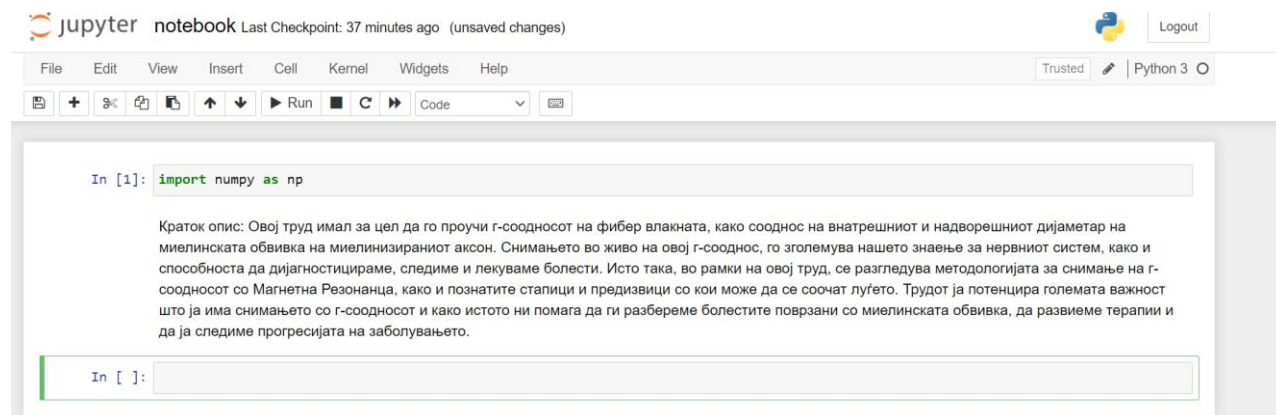 jupyter notebook Last Checkpoint: 37 minutes ago (unsaved changes)
Logout
File Edit View Insert Cell Kernel Widgets Help
Trusted Python 3
Run Code
In [1]: import numpy as np
Краток опис: Овој труд имал за цел да го проучи г-соодносот на фибер влакната, како сооднос на внатрешниот и надворешниот дијаметар на
миелинската обвивка на миелинизираниот аксон. Снимањето во живо на овој г-сооднос, го зголемува нашето знаење за нервниот систем, како и
способноста да дијагностицираме, следиме и лекуваме болести. Исто така, во рамки на овој труд, се разгледува методологијата за снимање на г-
соодносот со Магнетна Резонанца, како и познатите стапици и предизвици со кои може да се соочат луѓето. Трудот ја потенцира големата важност
што ја има снимањето со г-соодносот и како истото ни помага да ги разбереме болестите поврзани со миелинската обвивка, да развиеме терапии и
да ја следиме прогресијата на заболувањето.
In [ ]: